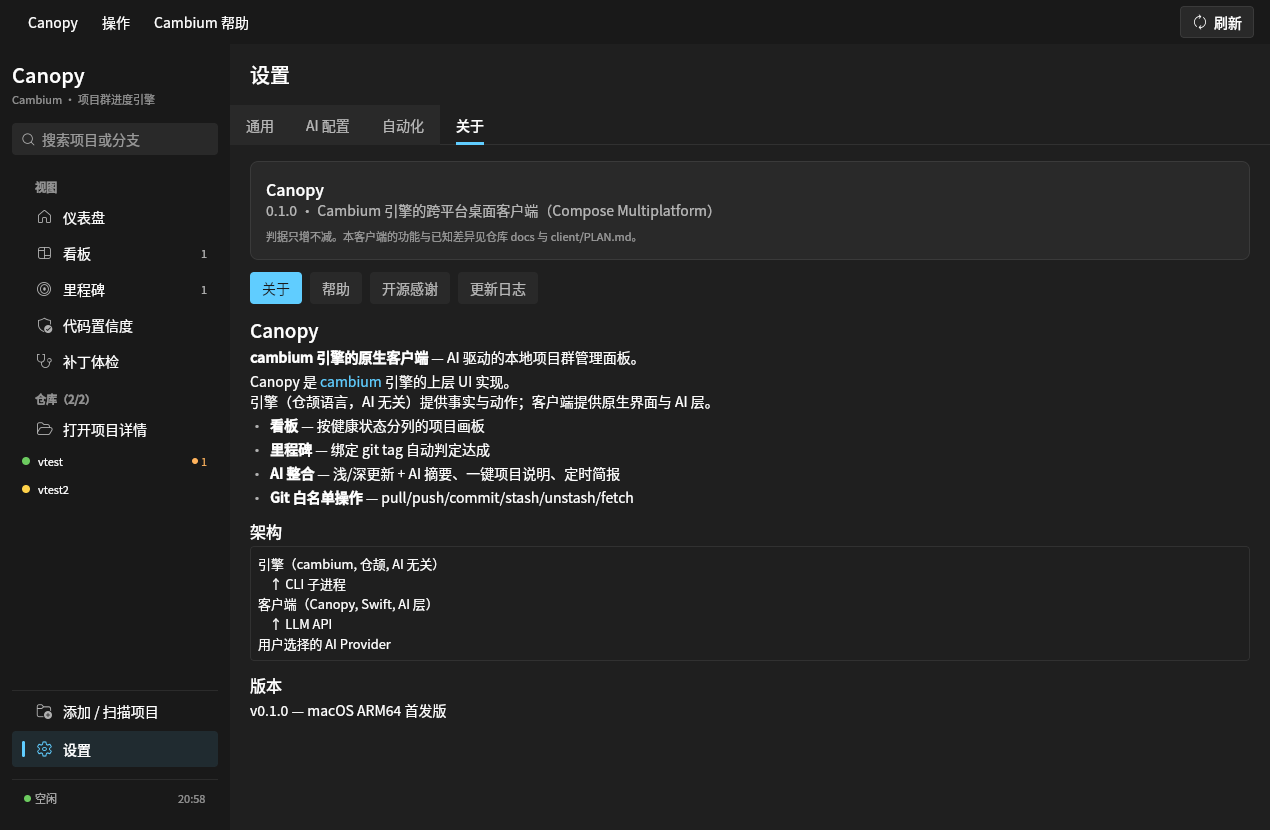 Canopy 操作 Cambium 帮助
刷新
Canopy
Cambium · 项目群进度引擎
搜索项目或分支
视图
仪表盘
看板 1
里程碑 1
代码置信度
补丁体检
仓库（2/2）
打开项目详情
vtest 1
vtest2
添加 / 扫描项目
设置
空闲 20:58
设置
通用 AI 配置 自动化 关于
Canopy
0.1.0 · Cambium 引擎的跨平台桌面客户端（Compose Multiplatform）
判据只增不减。本客户端的功能与已知差异见仓库 docs 与 client/PLAN.md。
关于 帮助 开源感谢 更新日志
Canopy
cambium 引擎的原生客户端 — AI 驱动的本地项目群管理面板。
Canopy 是 cambium 引擎的上层 UI 实现。
引擎（仓颉语言，AI 无关）提供事实与动作；客户端提供原生界面与 AI 层。
• 看板 — 按健康状态分列的项目画板
• 里程碑 — 绑定 git tag 自动判定达成
• AI 整合 — 浅/深更新 + AI 摘要、一键项目说明、定时简报
• Git 白名单操作 — pull/push/commit/stash/unstash/fetch
架构
引擎（cambium, 仓颉, AI 无关）
↑ CLI 子进程
客户端（Canopy, Swift, AI 层）
↑ LLM API
用户选择的 AI Provider
版本
v0.1.0 — macOS ARM64 首发版